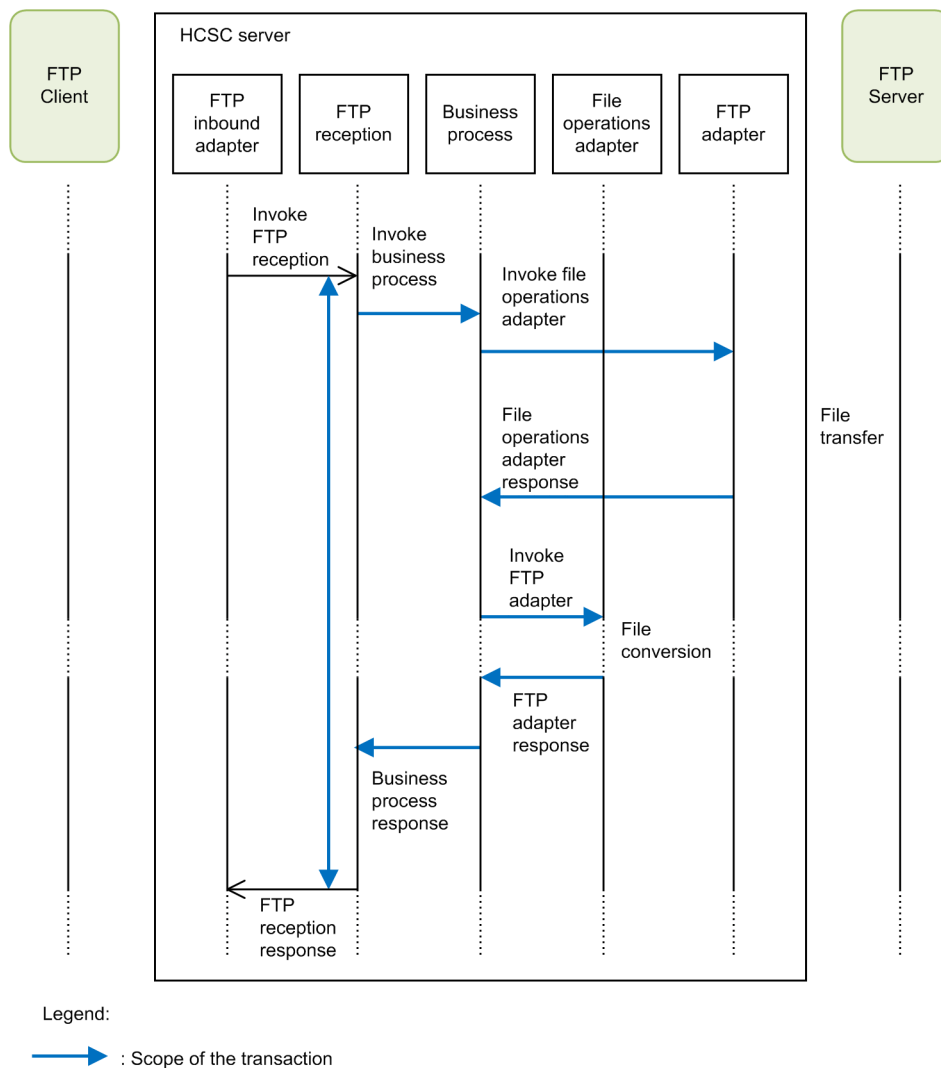 HCSC server
FTP
Client
FTP
inbound
adapter
FTP
reception
Business
process
File
operations
adapter
FTP
adapter
FTP
Server
Invoke
FTP
reception
Invoke
business
process
Invoke file
operations
adapter
File
operations
adapter
response
File
transfer
Invoke
FTP
adapter
File
conversion
FTP
adapter
response
Business
process
response
FTP
reception
response
Legend:
: Scope of the transaction